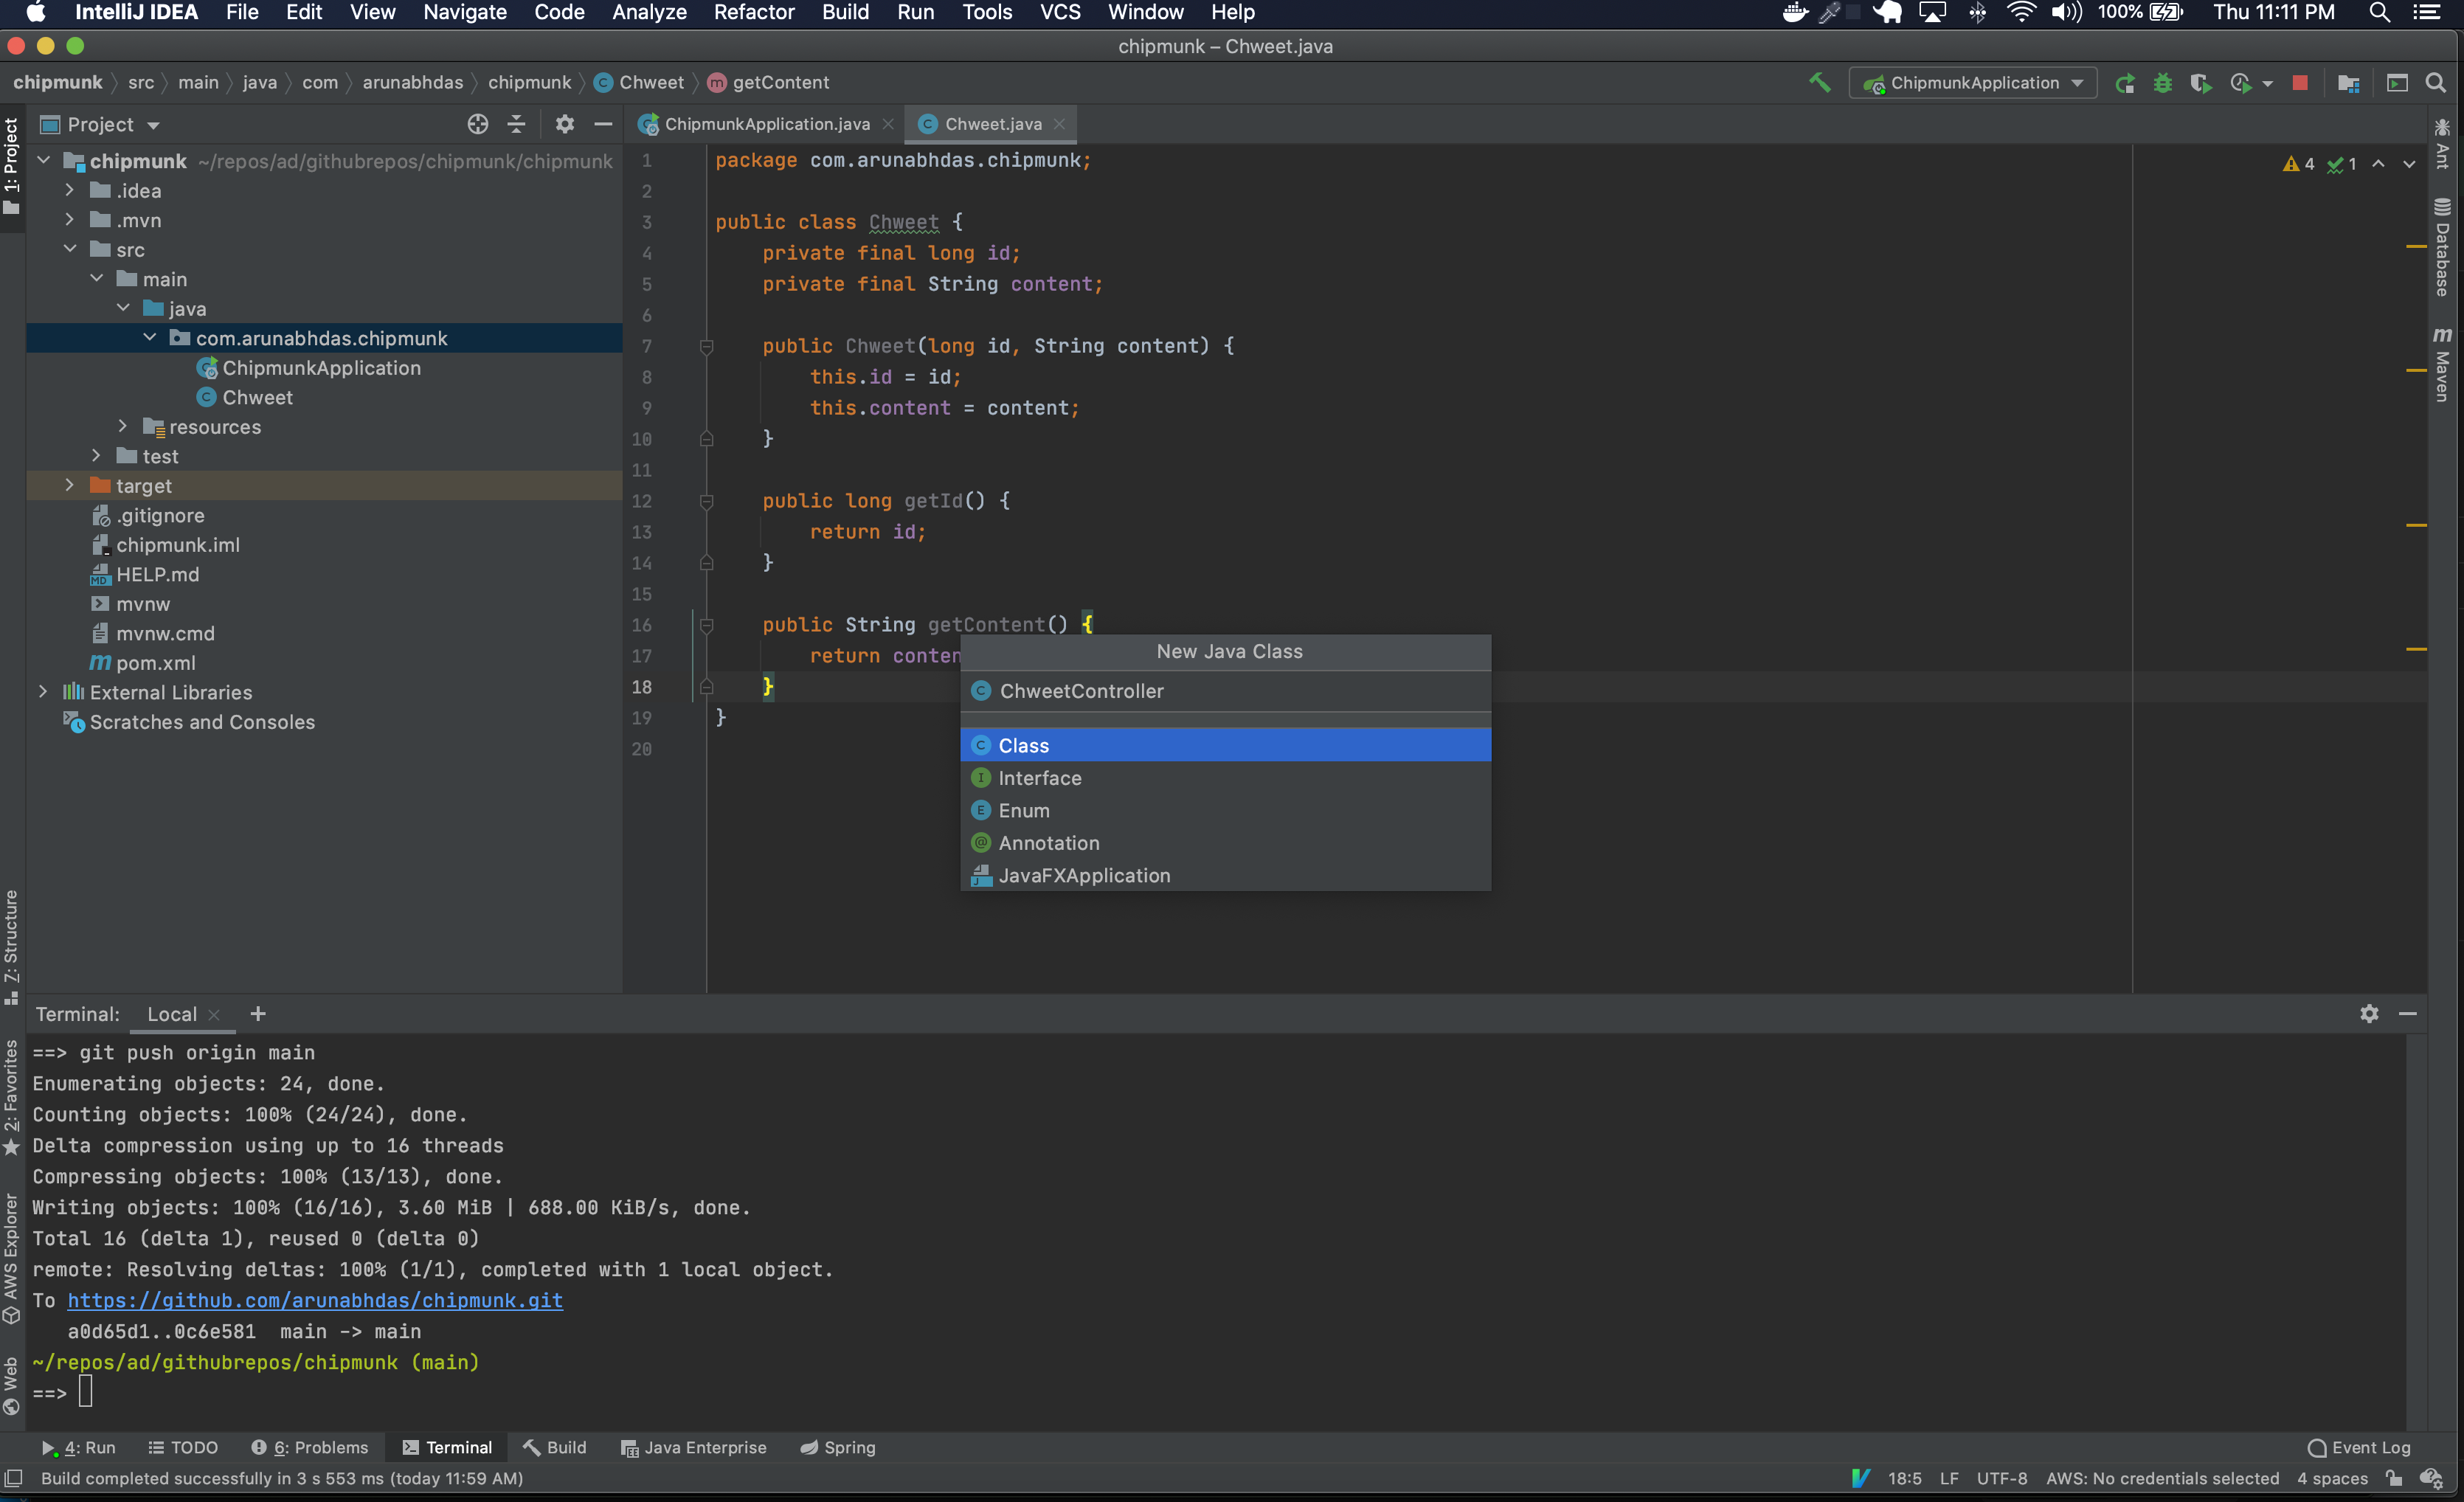 IntelliJ IDEA File Edit View Navigate Code Analyze Refactor Build Run Tools VCS Window Help 100% Thu 11:11 PM
chipmunk – Chweet.java
chipmunk src main java com arunabhdas chipmunk C Chweet m getContent ChipmunkApplication
1: Project
Project
chipmunk ~/repos/ad/githubrepos/chipmunk/chipmunk
.idea
.mvn
src
main
java
com.arunabhdas.chipmunk
ChipmunkApplication
C Chweet
resources
test
target
.gitignore
chipmunk.iml
MD HELP.md
mvnw
mvnw.cmd
m pom.xml
External Libraries
Scratches and Consoles
ChipmunkApplication.java C Chweet.java
4 1
1 package com.arunabhdas.chipmunk;
2
3 public class Chweet {
4 private final long id;
5 private final String content;
6
7 public Chweet(long id, String content) {
8 this.id = id;
9 this.content = content;
10 }
11
12 public long getId() {
13 return id;
14 }
15
16 public String getContent() {
17 return conten
18 }
19 }
20
New Java Class
C ChweetController
C Class
I Interface
E Enum
@ Annotation
J JavaFXApplication
Ant
Database
m Maven
Z: Structure
2: Favorites
AWS Explorer
Web
Terminal: Local +
==> git push origin main
Enumerating objects: 24, done.
Counting objects: 100% (24/24), done.
Delta compression using up to 16 threads
Compressing objects: 100% (13/13), done.
Writing objects: 100% (16/16), 3.60 MiB | 688.00 KiB/s, done.
Total 16 (delta 1), reused 0 (delta 0)
remote: Resolving deltas: 100% (1/1), completed with 1 local object.
To https://github.com/arunabhdas/chipmunk.git
a0d65d1..0c6e581 main -> main
~/repos/ad/githubrepos/chipmunk (main)
==>
4: Run TODO 6: Problems Terminal Build Java Enterprise Spring Event Log
Build completed successfully in 3 s 553 ms (today 11:59 AM) 18:5 LF UTF-8 AWS: No credentials selected 4 spaces